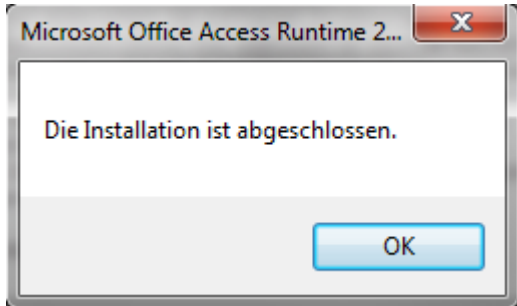 Microsoft Office Access Runtime 2...
Die Installation ist abgeschlossen.
OK